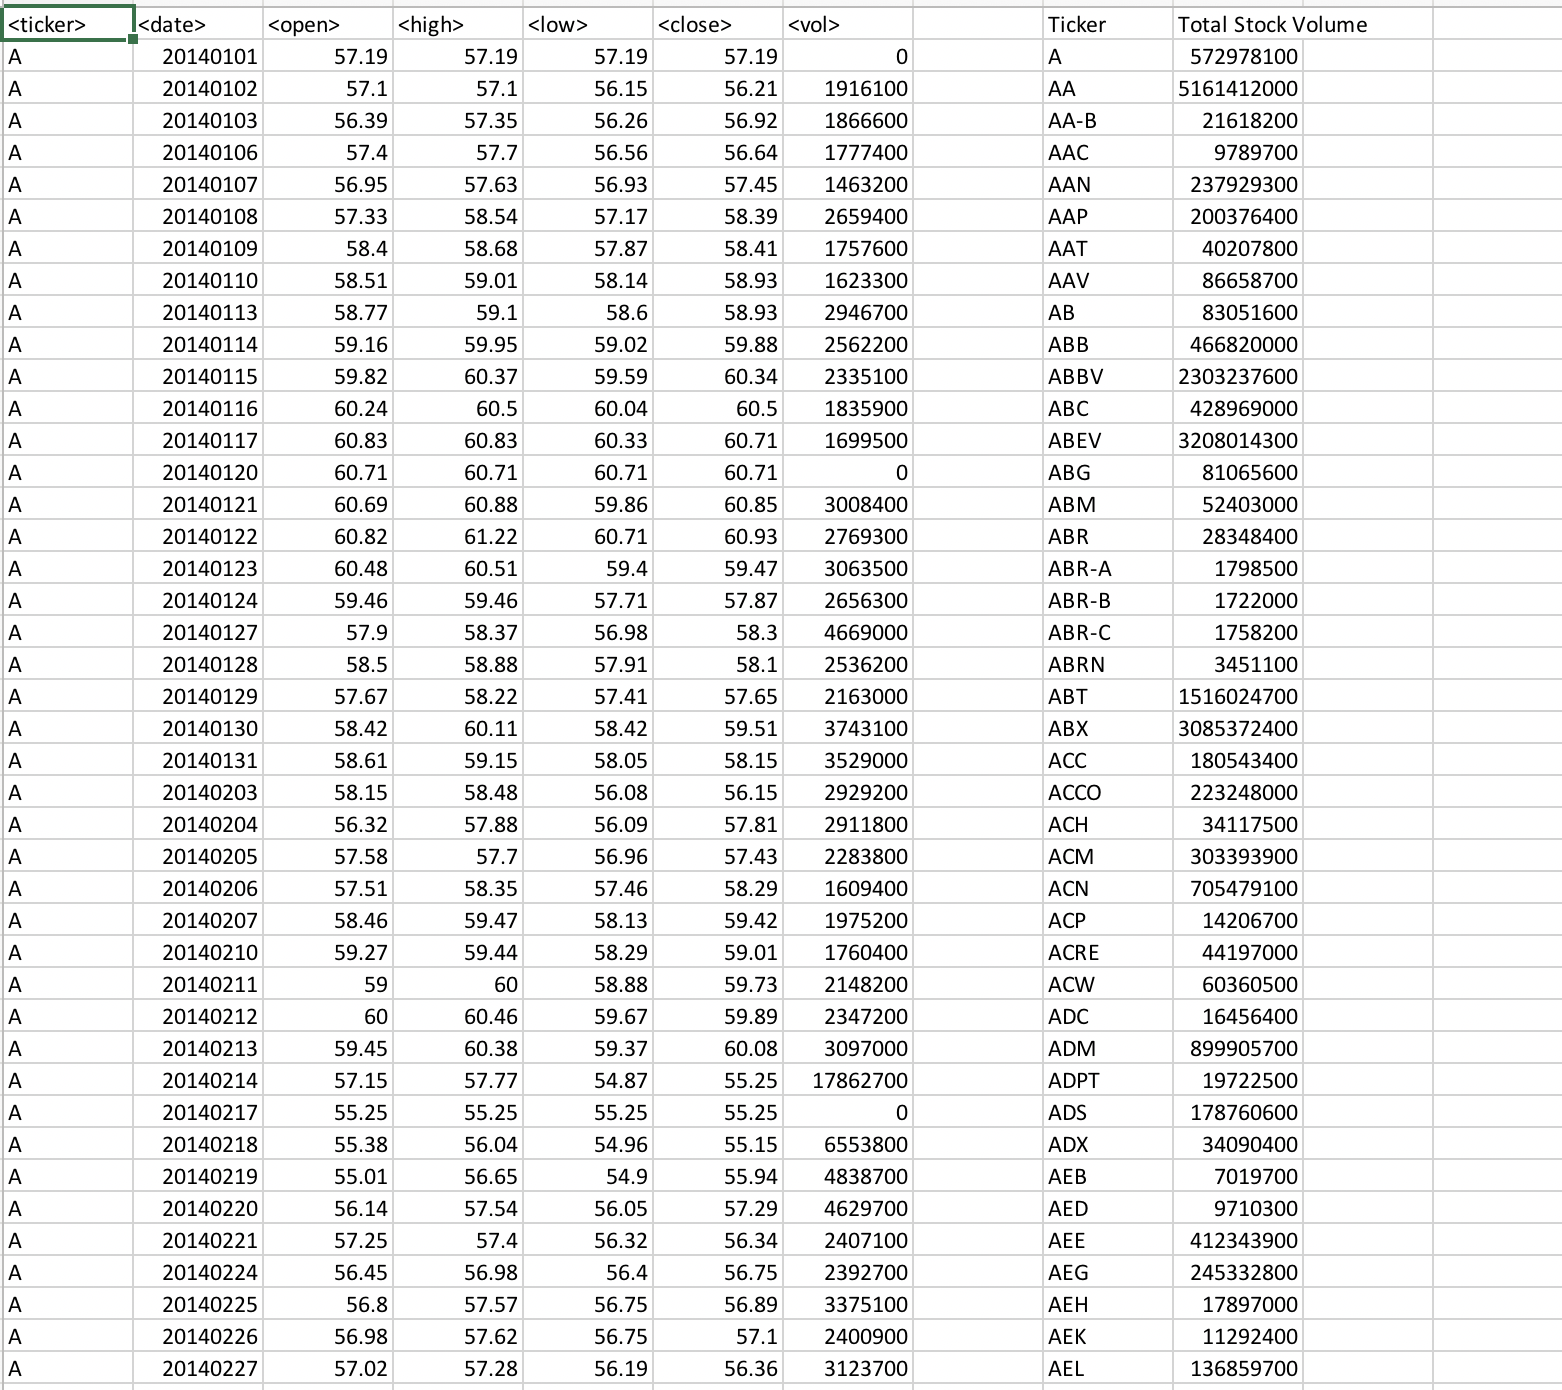 <ticker> <date> <open> <high> <low> <close> <vol> Ticker Total Stock Volume
A 20140101 57.19 57.19 57.19 57.19 0 A 572978100
A 20140102 57.1 57.1 56.15 56.21 1916100 AA 5161412000
A 20140103 56.39 57.35 56.26 56.92 1866600 AA-B 21618200
A 20140106 57.4 57.7 56.56 56.64 1777400 AAC 9789700
A 20140107 56.95 57.63 56.93 57.45 1463200 AAN 237929300
A 20140108 57.33 58.54 57.17 58.39 2659400 AAP 200376400
A 20140109 58.4 58.68 57.87 58.41 1757600 AAT 40207800
A 20140110 58.51 59.01 58.14 58.93 1623300 AAV 86658700
A 20140113 58.77 59.1 58.6 58.93 2946700 AB 83051600
A 20140114 59.16 59.95 59.02 59.88 2562200 ABB 466820000
A 20140115 59.82 60.37 59.59 60.34 2335100 ABBV 2303237600
A 20140116 60.24 60.5 60.04 60.5 1835900 ABC 428969000
A 20140117 60.83 60.83 60.33 60.71 1699500 ABEV 3208014300
A 20140120 60.71 60.71 60.71 60.71 0 ABG 81065600
A 20140121 60.69 60.88 59.86 60.85 3008400 ABM 52403000
A 20140122 60.82 61.22 60.71 60.93 2769300 ABR 28348400
A 20140123 60.48 60.51 59.4 59.47 3063500 ABR-A 1798500
A 20140124 59.46 59.46 57.71 57.87 2656300 ABR-B 1722000
A 20140127 57.9 58.37 56.98 58.3 4669000 ABR-C 1758200
A 20140128 58.5 58.88 57.91 58.1 2536200 ABRN 3451100
A 20140129 57.67 58.22 57.41 57.65 2163000 ABT 1516024700
A 20140130 58.42 60.11 58.42 59.51 3743100 ABX 3085372400
A 20140131 58.61 59.15 58.05 58.15 3529000 ACC 180543400
A 20140203 58.15 58.48 56.08 56.15 2929200 ACCO 223248000
A 20140204 56.32 57.88 56.09 57.81 2911800 ACH 34117500
A 20140205 57.58 57.7 56.96 57.43 2283800 ACM 303393900
A 20140206 57.51 58.35 57.46 58.29 1609400 ACN 705479100
A 20140207 58.46 59.47 58.13 59.42 1975200 ACP 14206700
A 20140210 59.27 59.44 58.29 59.01 1760400 ACRE 44197000
A 20140211 59 60 58.88 59.73 2148200 ACW 60360500
A 20140212 60 60.46 59.67 59.89 2347200 ADC 16456400
A 20140213 59.45 60.38 59.37 60.08 3097000 ADM 899905700
A 20140214 57.15 57.77 54.87 55.25 17862700 ADPT 19722500
A 20140217 55.25 55.25 55.25 55.25 0 ADS 178760600
A 20140218 55.38 56.04 54.96 55.15 6553800 ADX 34090400
A 20140219 55.01 56.65 54.9 55.94 4838700 AEB 7019700
A 20140220 56.14 57.54 56.05 57.29 4629700 AED 9710300
A 20140221 57.25 57.4 56.32 56.34 2407100 AEE 412343900
A 20140224 56.45 56.98 56.4 56.75 2392700 AEG 245332800
A 20140225 56.8 57.57 56.75 56.89 3375100 AEH 17897000
A 20140226 56.98 57.62 56.75 57.1 2400900 AEK 11292400
A 20140227 57.02 57.28 56.19 56.36 3123700 AEL 136859700